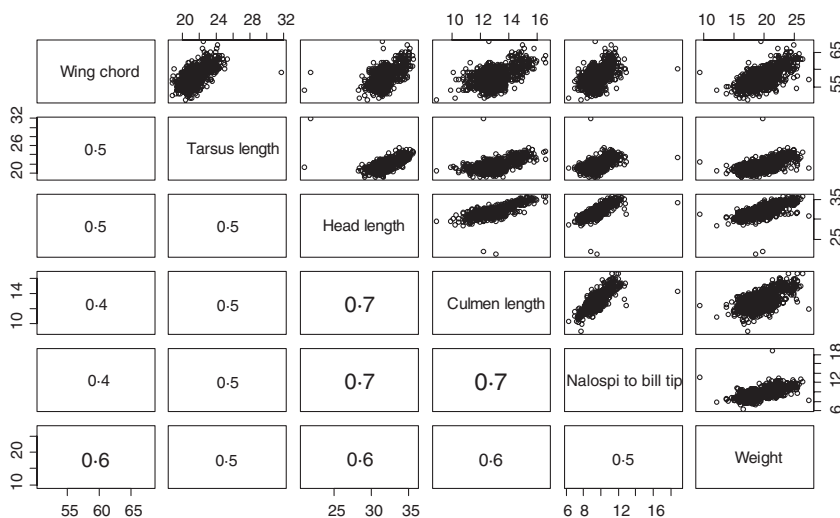 20 24 28 32 10 12 14 16 10 15 20 25
Wing chord 55 65
20 26 32 0·5 Tarsus length
0·5 0·5 Head length 25 35
10 14 0·4 0·5 0·7 Culmen length
0·4 0·5 0·7 0·7 Nalospi to bill tip 6 8 12 18
10 20 0·6 0·5 0·6 0·6 0·5 Weight
55 60 65 25 30 35 6 8 12 18